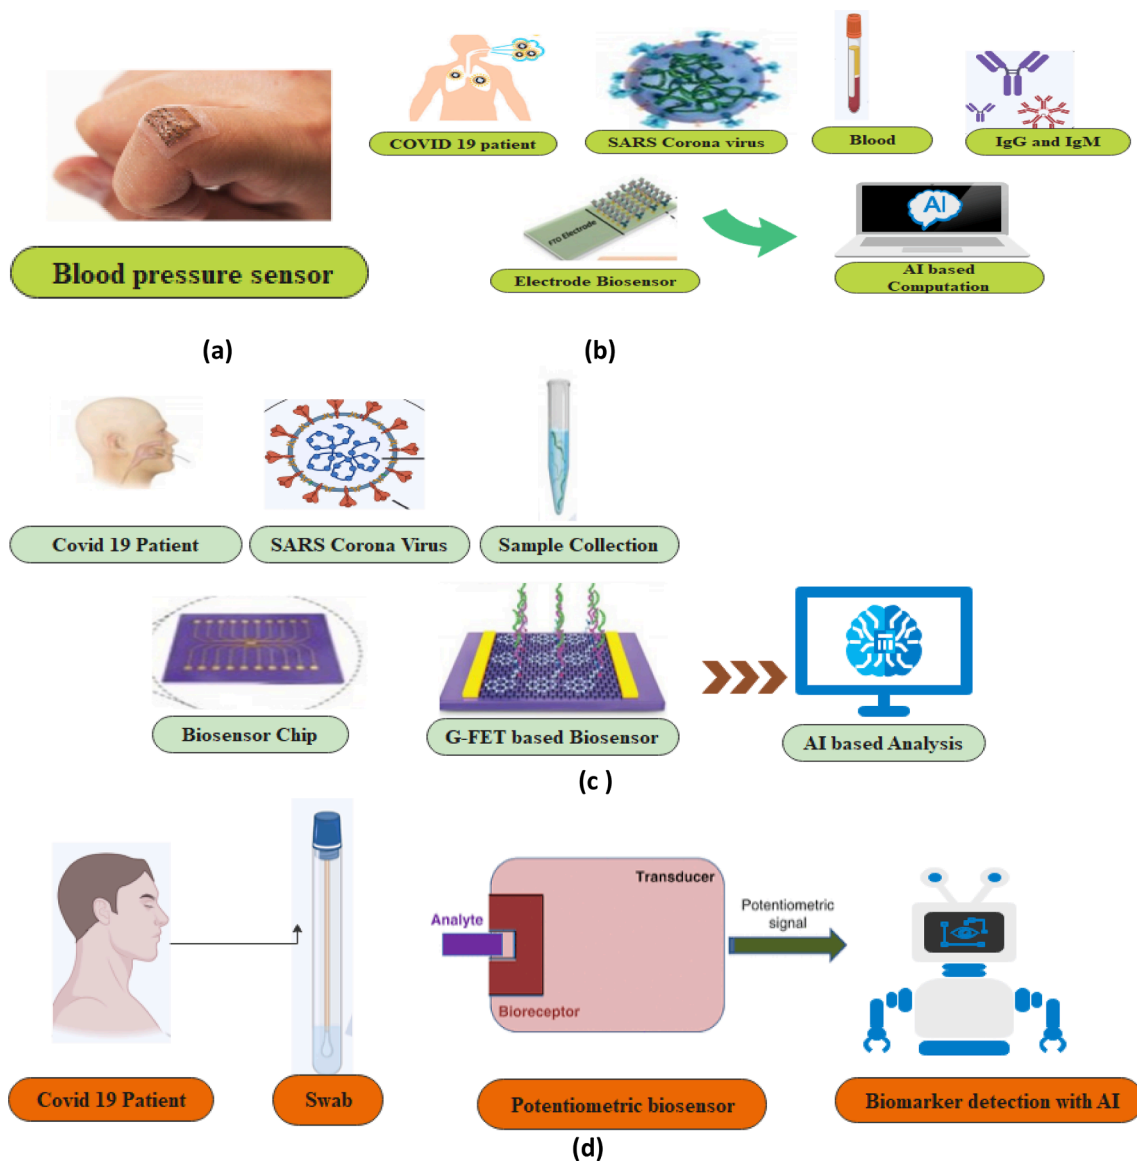 COVID 19 patient
SARS Corona virus
Blood
IgG and IgM
Blood pressure sensor
FTO Electrode
Electrode Biosensor
AI
AI based
Computation
(a)
(b)
Covid 19 Patient
SARS Corona Virus
Sample Collection
Biosensor Chip
G-FET based Biosensor
AI based Analysis
(c )
Transducer
Analyte
Bioreceptor
Potentiometric
signal
Covid 19 Patient
Swab
Potentiometric biosensor
Biomarker detection with AI
(d)